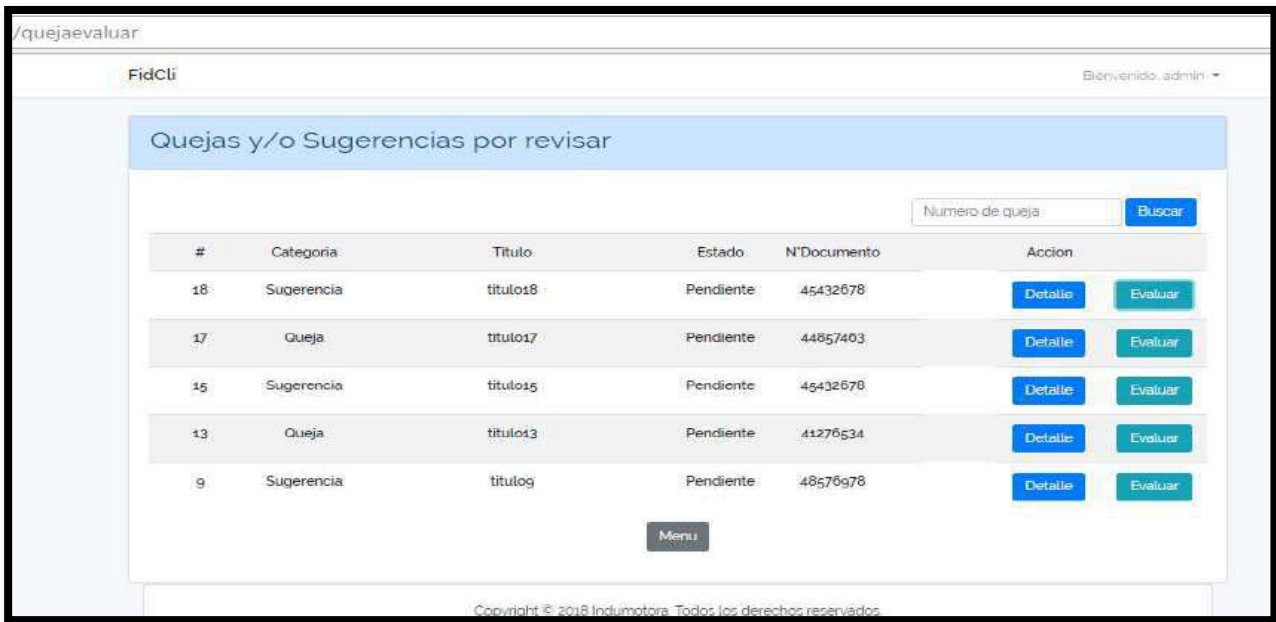 /quejaevaluar
FidCli Bienvenido, admin
Quejas y/o Sugerencias por revisar
Numero de queja Buscar
# Categoria Titulo Estado N°Documento Accion
18 Sugerencia titulo18 Pendiente 45432678 Detalle Evaluar
17 Queja titulo17 Pendiente 44857463 Detalle Evaluar
15 Sugerencia titulo15 Pendiente 45432678 Detalle Evaluar
13 Queja titulo13 Pendiente 41276534 Detalle Evaluar
9 Sugerencia titulo9 Pendiente 48576978 Detalle Evaluar
Menu
Copyright © 2018 Indumotora. Todos los derechos reservados.